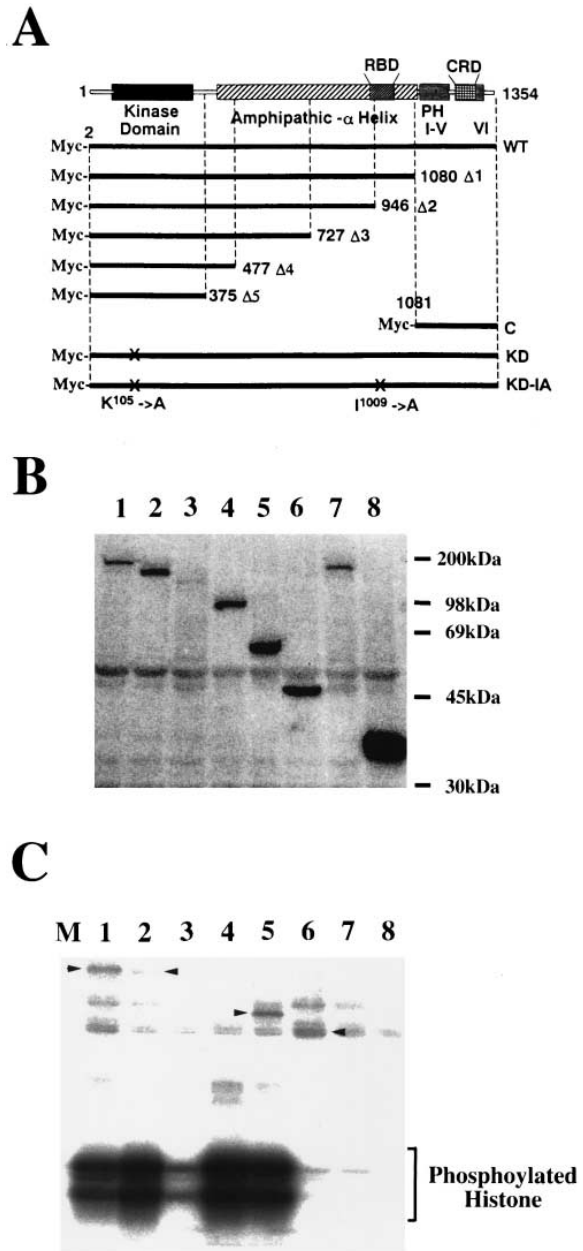 A
RBD CRD
1 1354
Kinase Domain Amphipathic -α Helix PH I-V VI
2
Myc- WT
Myc- 1080 Δ1
Myc- 946 Δ2
Myc- 727 Δ3
Myc- 477 Δ4
Myc- 375 Δ5
1081
Myc- C
Myc- X KD
Myc- X X KD-IA
K105 ->A I1009 ->A
B
1 2 3 4 5 6 7 8
200kDa
98kDa
69kDa
45kDa
30kDa
C
M 1 2 3 4 5 6 7 8
Phosphoylated
Histone